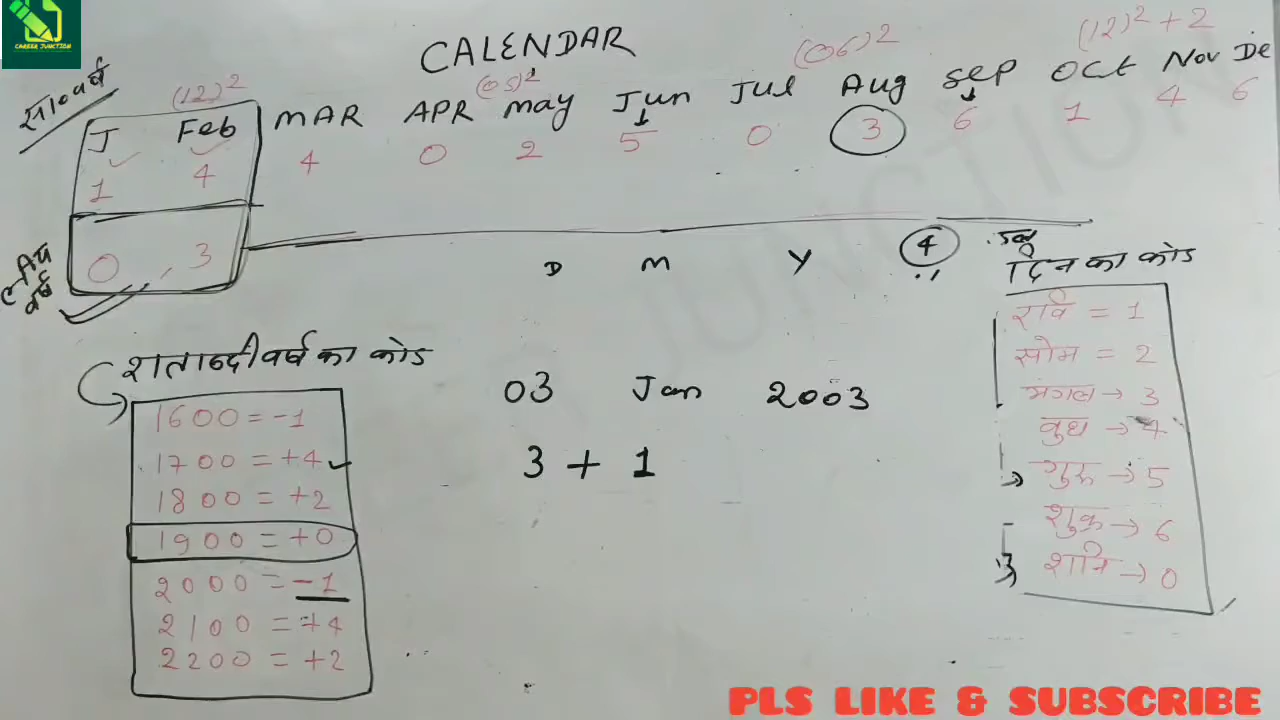 CAREER JUNCTION
CALENDAR
(12)²
(05)²
(06)²
(12)² + 2
J Feb MAR APR may Jun Jul Aug Sep Oct Nov De
1 4 4 0 2 5 0 3 6 1 4 6
0 , 3
D M Y 4
दिन का कोड
रवि = 1
सोम = 2
मंगल → 3
बुध → 4
गुरु → 5
शुक्र → 6
शनि → 0
शताब्दी वर्ष का कोड
1600 = -1
1700 = +4
1800 = +2
1900 = +0
2000 = -1
2100 = +4
2200 = +2
03 Jan 2003
3 + 1
PLS LIKE & SUBSCRIBE